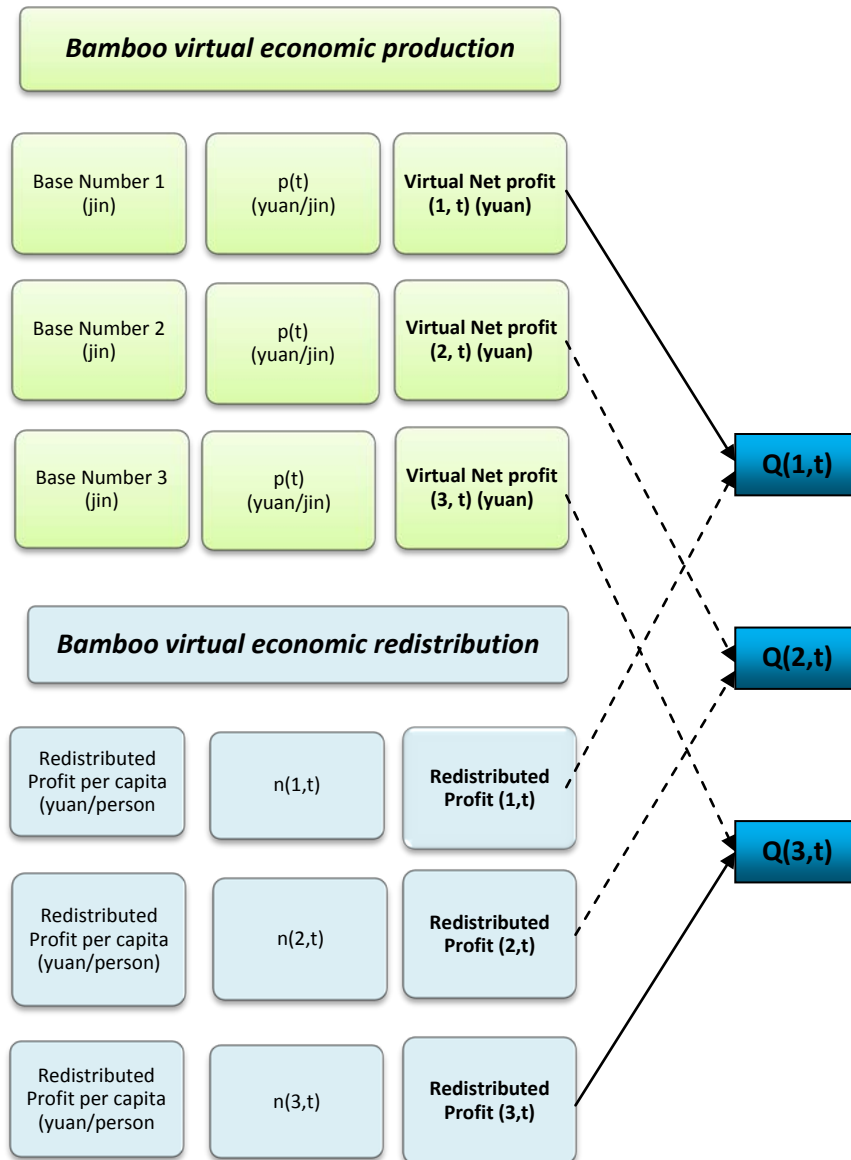 Bamboo virtual economic production
Base Number 1
(jin)
p(t)
(yuan/jin)
Virtual Net profit
(1, t) (yuan)
Base Number 2
(jin)
p(t)
(yuan/jin)
Virtual Net profit
(2, t) (yuan)
Base Number 3
(jin)
p(t)
(yuan/jin)
Virtual Net profit
(3, t) (yuan)
Q(1,t)
Bamboo virtual economic redistribution
Q(2,t)
Redistributed
Profit per capita
(yuan/person
n(1,t)
Redistributed
Profit (1,t)
Q(3,t)
Redistributed
Profit per capita
(yuan/person)
n(2,t)
Redistributed
Profit (2,t)
Redistributed
Profit per capita
(yuan/person
n(3,t)
Redistributed
Profit (3,t)